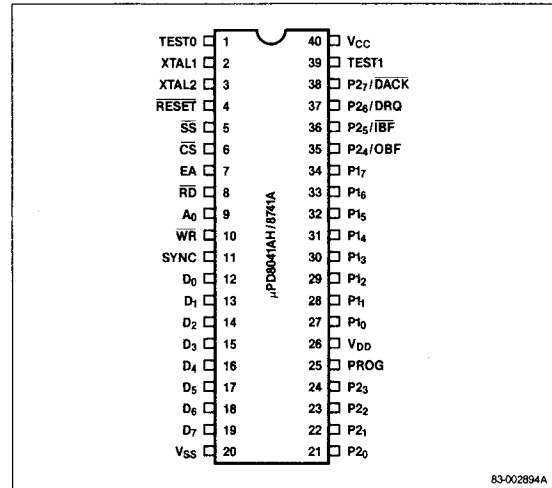 TEST0 1 40 VCC
XTAL1 2 39 TEST1
XTAL2 3 38 P27/DACK
RESET 4 37 P26/DRQ
SS 5 36 P25/IBF
CS 6 35 P24/OBF
EA 7 34 P17
RD 8 33 P16
A0 9 32 P15
WR 10 31 P14
SYNC 11 30 P13
D0 12 29 P12
D1 13 28 P11
D2 14 27 P10
D3 15 26 VDD
D4 16 25 PROG
D5 17 24 P23
D6 18 23 P22
D7 19 22 P21
VSS 20 21 P20
μPD8041AH/8741A
83-002894A